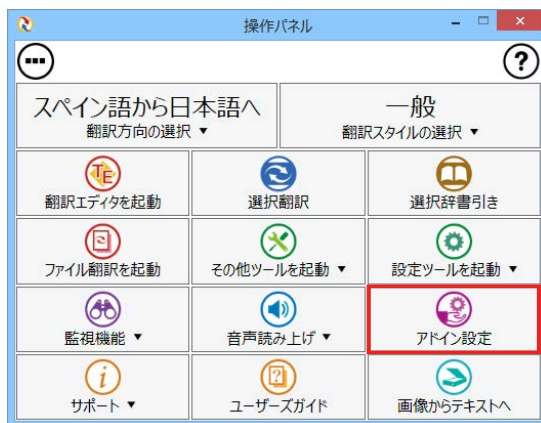 操作パネル
?
スペイン語から日本語へ
翻訳方向の選択 ▼
一般
翻訳スタイルの選択 ▼
TE
翻訳エディタを起動
選択翻訳
選択辞書引き
ファイル翻訳を起動
その他ツールを起動 ▼
設定ツールを起動 ▼
監視機能 ▼
音声読み上げ ▼
アドイン設定
i
サポート ▼
?
ユーザーズガイド
画像からテキストへ